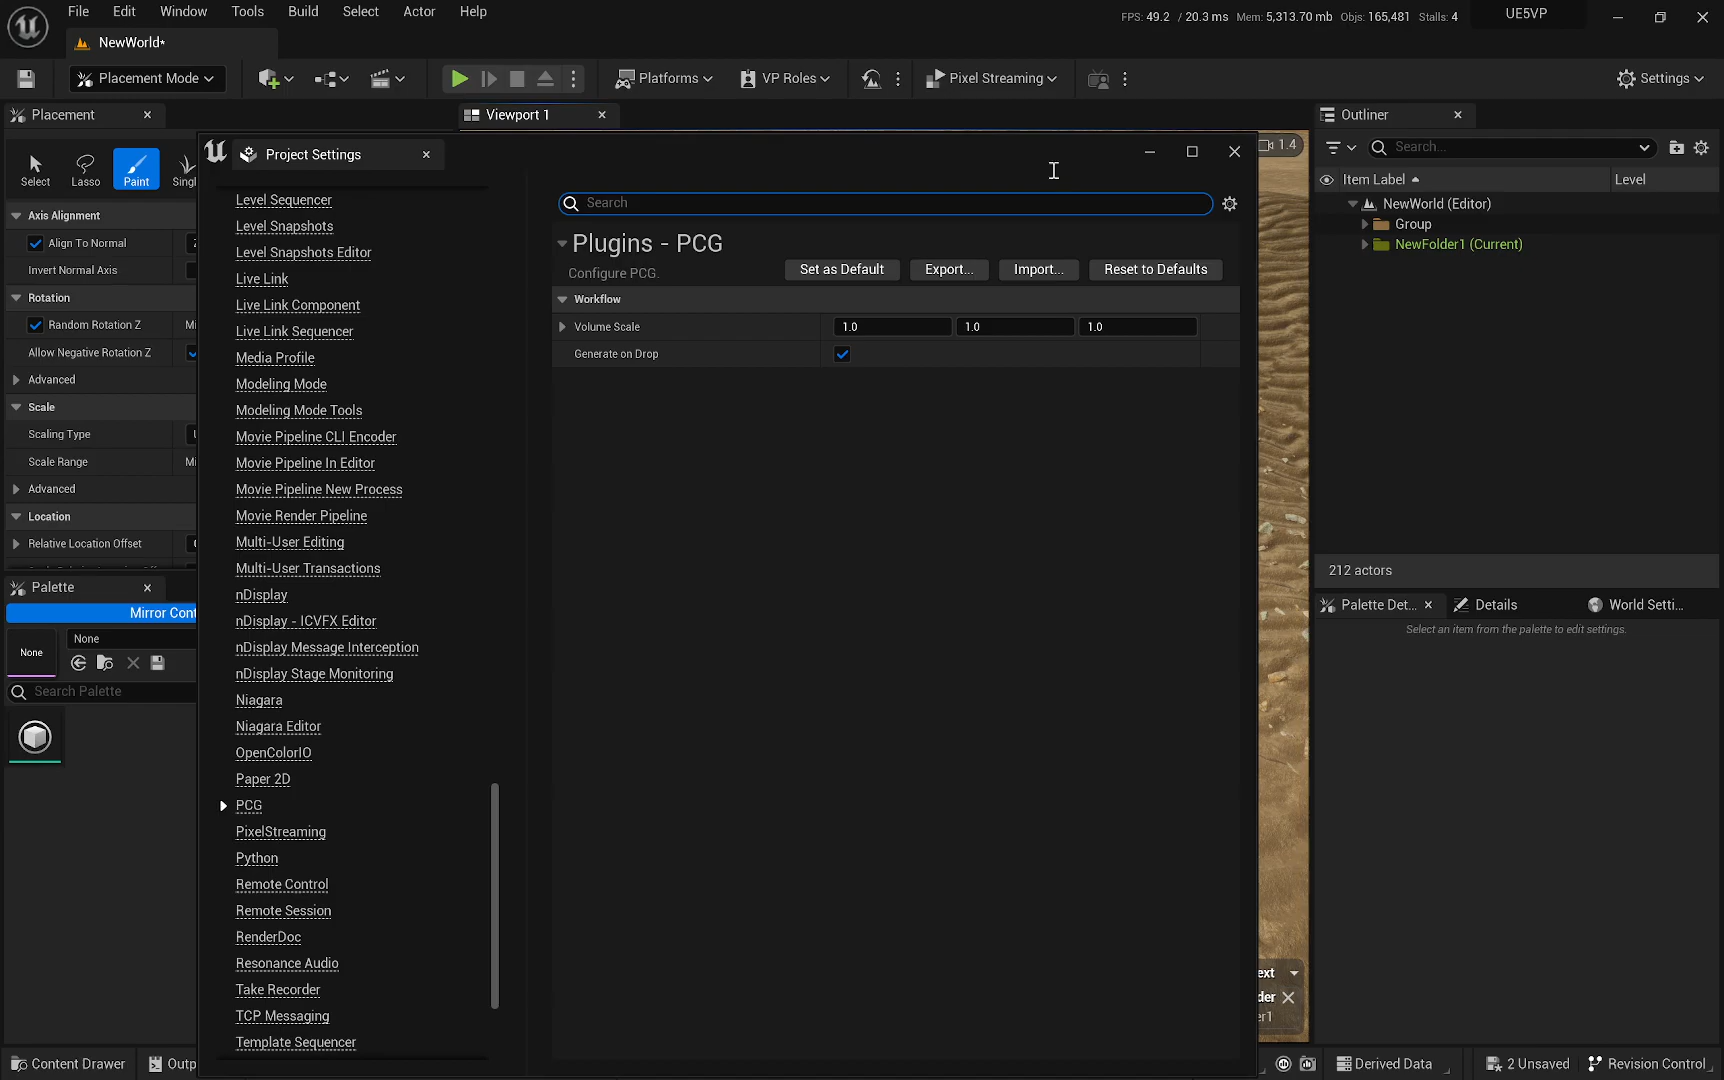 File Edit Window Tools Build Select Actor Help
FPS: 49.2 / 20.3 ms Mem: 5,313.70 mb Objs: 165,481 Stalls: 4
UE5VP
NewWorld*
Placement Mode
Platforms
VP Roles
Pixel Streaming
Settings
Placement
Viewport 1
Outliner
Project Settings
1.4
Search...
Select
Lasso
Paint
Item Label
Level
Axis Alignment
Align To Normal
Invert Normal Axis
Rotation
Random Rotation Z
Allow Negative Rotation Z
Advanced
Scale
Scaling Type
Scale Range
Advanced
Location
Relative Location Offset
Palette
Mirror Cont
None
None
Search Palette
Level Sequencer
Level Snapshots
Level Snapshots Editor
Live Link
Live Link Component
Live Link Sequencer
Media Profile
Modeling Mode
Modeling Mode Tools
Movie Pipeline CLI Encoder
Movie Pipeline In Editor
Movie Pipeline New Process
Movie Render Pipeline
Multi-User Editing
Multi-User Transactions
nDisplay
nDisplay - ICVFX Editor
nDisplay Message Interception
nDisplay Stage Monitoring
Niagara
Niagara Editor
OpenColorIO
Paper 2D
PCG
PixelStreaming
Python
Remote Control
Remote Session
RenderDoc
Resonance Audio
Take Recorder
TCP Messaging
Template Sequencer
Search
Plugins - PCG
Configure PCG.
Set as Default
Export...
Import...
Reset to Defaults
Workflow
Volume Scale 1.0 1.0 1.0
Generate on Drop
NewWorld (Editor)
Group
NewFolder1 (Current)
212 actors
Palette Det...
Details
World Setti...
Select an item from the palette to edit settings.
ext
der
er1
Content Drawer
Outp
Derived Data
2 Unsaved
Revision Control